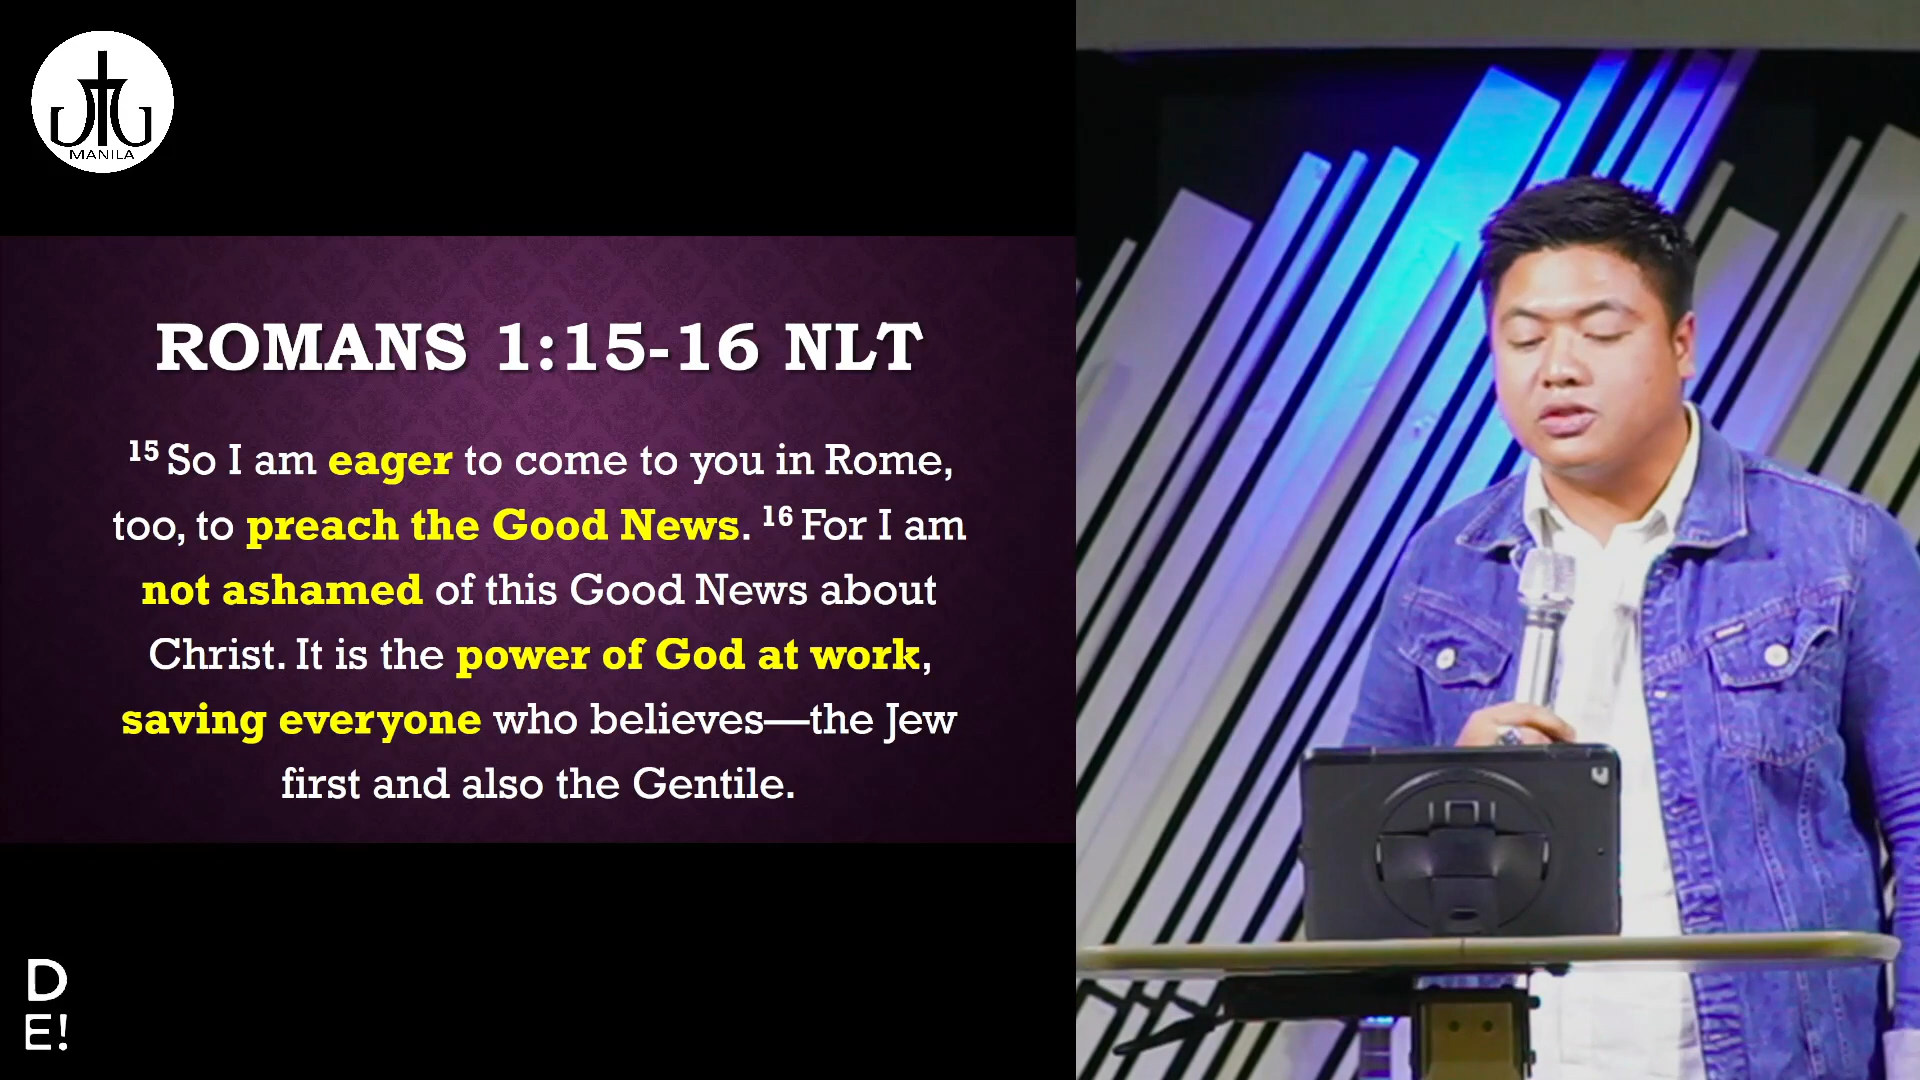 JTG
MANILA
ROMANS 1:15-16 NLT
15 So I am eager to come to you in Rome,
too, to preach the Good News. 16 For I am
not ashamed of this Good News about
Christ. It is the power of God at work,
saving everyone who believes—the Jew
first and also the Gentile.
D
E!